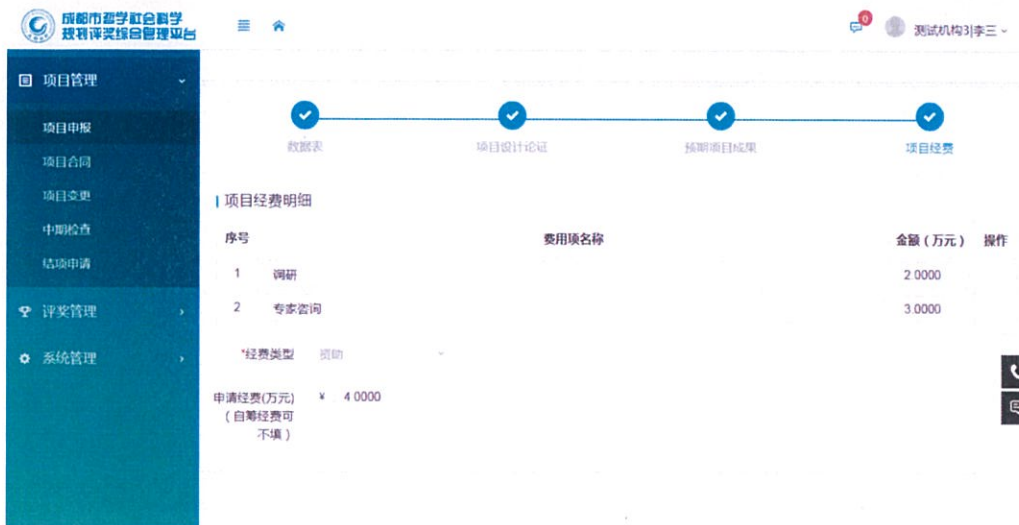 成都市哲学社会科学
规划评奖综合管理平台
0
测试机构3|李三
项目管理
项目申报
项目合同
项目变更
中期检查
结项申请
评奖管理
系统管理
数据表
项目设计论证
预期项目成果
项目经费
项目经费明细
序号 费用项名称 金额（万元） 操作
1 调研 2.0000
2 专家咨询 3.0000
*经费类型 资助
申请经费(万元) ¥ 4.0000
（自筹经费可
不填）